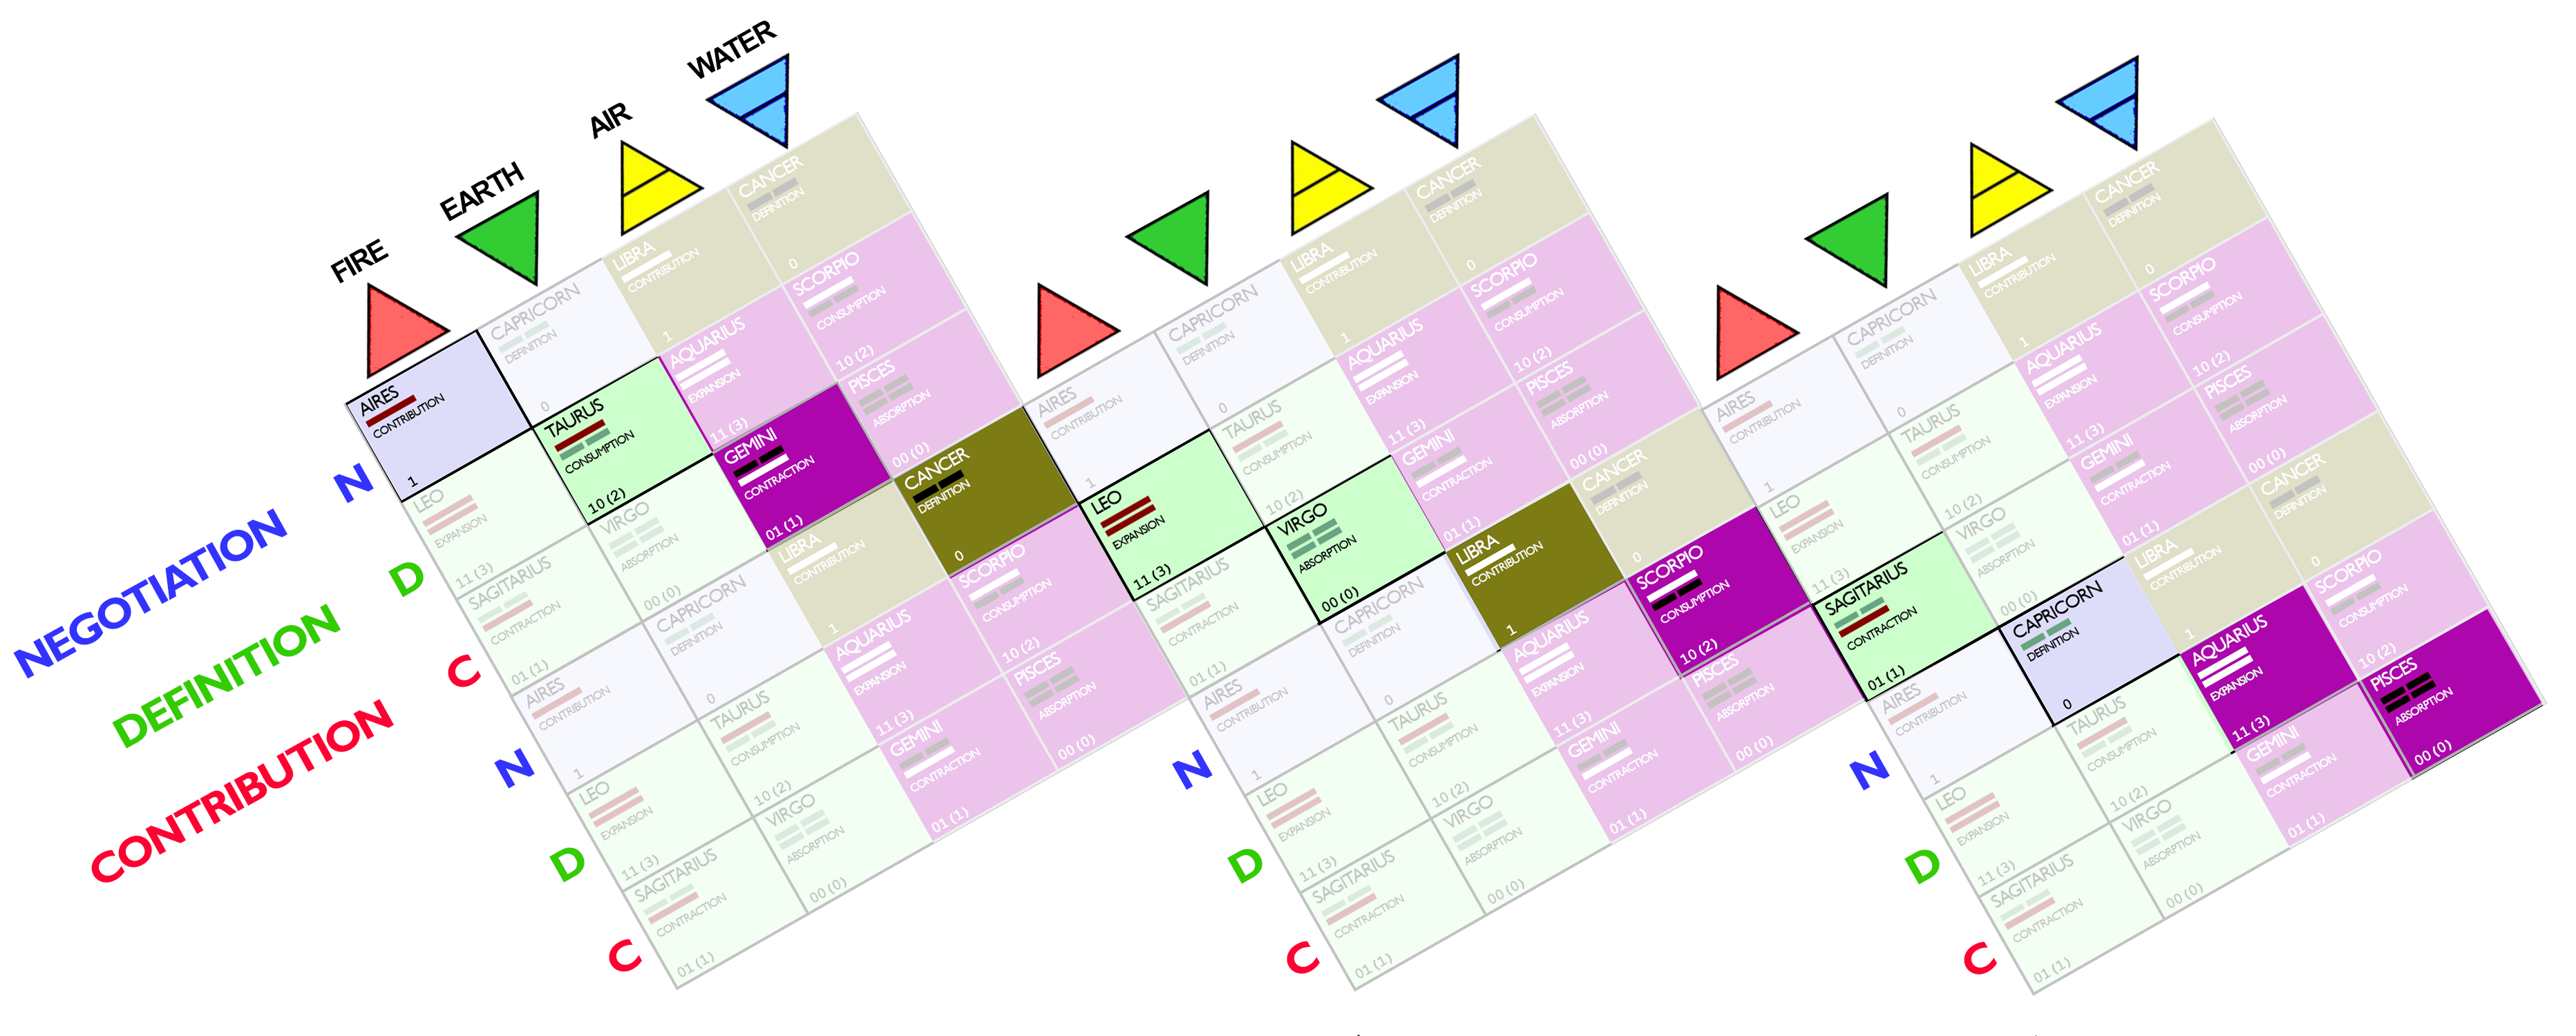 FIRE
EARTH
AIR
WATER
NEGOTIATION
DEFINITION
CONTRIBUTION
N
AIRES
CONTRIBUTION
1
CAPRICORN
DEFINITION
0
LIBRA
CONTRIBUTION
1
CANCER
DEFINITION
0
D
LEO
EXPANSION
11 (3)
TAURUS
CONSUMPTION
10 (2)
AQUARIUS
EXPANSION
11 (3)
SCORPIO
CONSUMPTION
10 (2)
C
SAGITARIUS
CONTRACTION
01 (1)
VIRGO
ABSORPTION
00 (0)
GEMINI
CONTRACTION
01 (1)
PISCES
ABSORPTION
00 (0)
N
AIRES
CONTRIBUTION
1
CAPRICORN
DEFINITION
0
LIBRA
CONTRIBUTION
1
CANCER
DEFINITION
0
D
LEO
EXPANSION
11 (3)
TAURUS
CONSUMPTION
10 (2)
AQUARIUS
EXPANSION
11 (3)
SCORPIO
CONSUMPTION
10 (2)
C
SAGITARIUS
CONTRACTION
01 (1)
VIRGO
ABSORPTION
00 (0)
GEMINI
CONTRACTION
01 (1)
PISCES
ABSORPTION
00 (0)
AIRES
CONTRIBUTION
1
CAPRICORN
DEFINITION
0
LIBRA
CONTRIBUTION
1
CANCER
DEFINITION
0
LEO
EXPANSION
11 (3)
TAURUS
CONSUMPTION
10 (2)
AQUARIUS
EXPANSION
11 (3)
SCORPIO
CONSUMPTION
10 (2)
SAGITARIUS
CONTRACTION
01 (1)
VIRGO
ABSORPTION
00 (0)
GEMINI
CONTRACTION
01 (1)
PISCES
ABSORPTION
00 (0)
N
AIRES
CONTRIBUTION
1
CAPRICORN
DEFINITION
0
LIBRA
CONTRIBUTION
1
CANCER
DEFINITION
0
D
LEO
EXPANSION
11 (3)
TAURUS
CONSUMPTION
10 (2)
AQUARIUS
EXPANSION
11 (3)
SCORPIO
CONSUMPTION
10 (2)
C
SAGITARIUS
CONTRACTION
01 (1)
VIRGO
ABSORPTION
00 (0)
GEMINI
CONTRACTION
01 (1)
PISCES
ABSORPTION
00 (0)
AIRES
CONTRIBUTION
1
CAPRICORN
DEFINITION
0
LIBRA
CONTRIBUTION
1
CANCER
DEFINITION
0
LEO
EXPANSION
11 (3)
TAURUS
CONSUMPTION
10 (2)
AQUARIUS
EXPANSION
11 (3)
SCORPIO
CONSUMPTION
10 (2)
SAGITARIUS
CONTRACTION
01 (1)
VIRGO
ABSORPTION
00 (0)
GEMINI
CONTRACTION
01 (1)
PISCES
ABSORPTION
00 (0)
N
AIRES
CONTRIBUTION
1
CAPRICORN
DEFINITION
0
LIBRA
CONTRIBUTION
1
CANCER
DEFINITION
0
D
LEO
EXPANSION
11 (3)
TAURUS
CONSUMPTION
10 (2)
AQUARIUS
EXPANSION
11 (3)
SCORPIO
CONSUMPTION
10 (2)
C
SAGITARIUS
CONTRACTION
01 (1)
VIRGO
ABSORPTION
00 (0)
GEMINI
CONTRACTION
01 (1)
PISCES
ABSORPTION
00 (0)